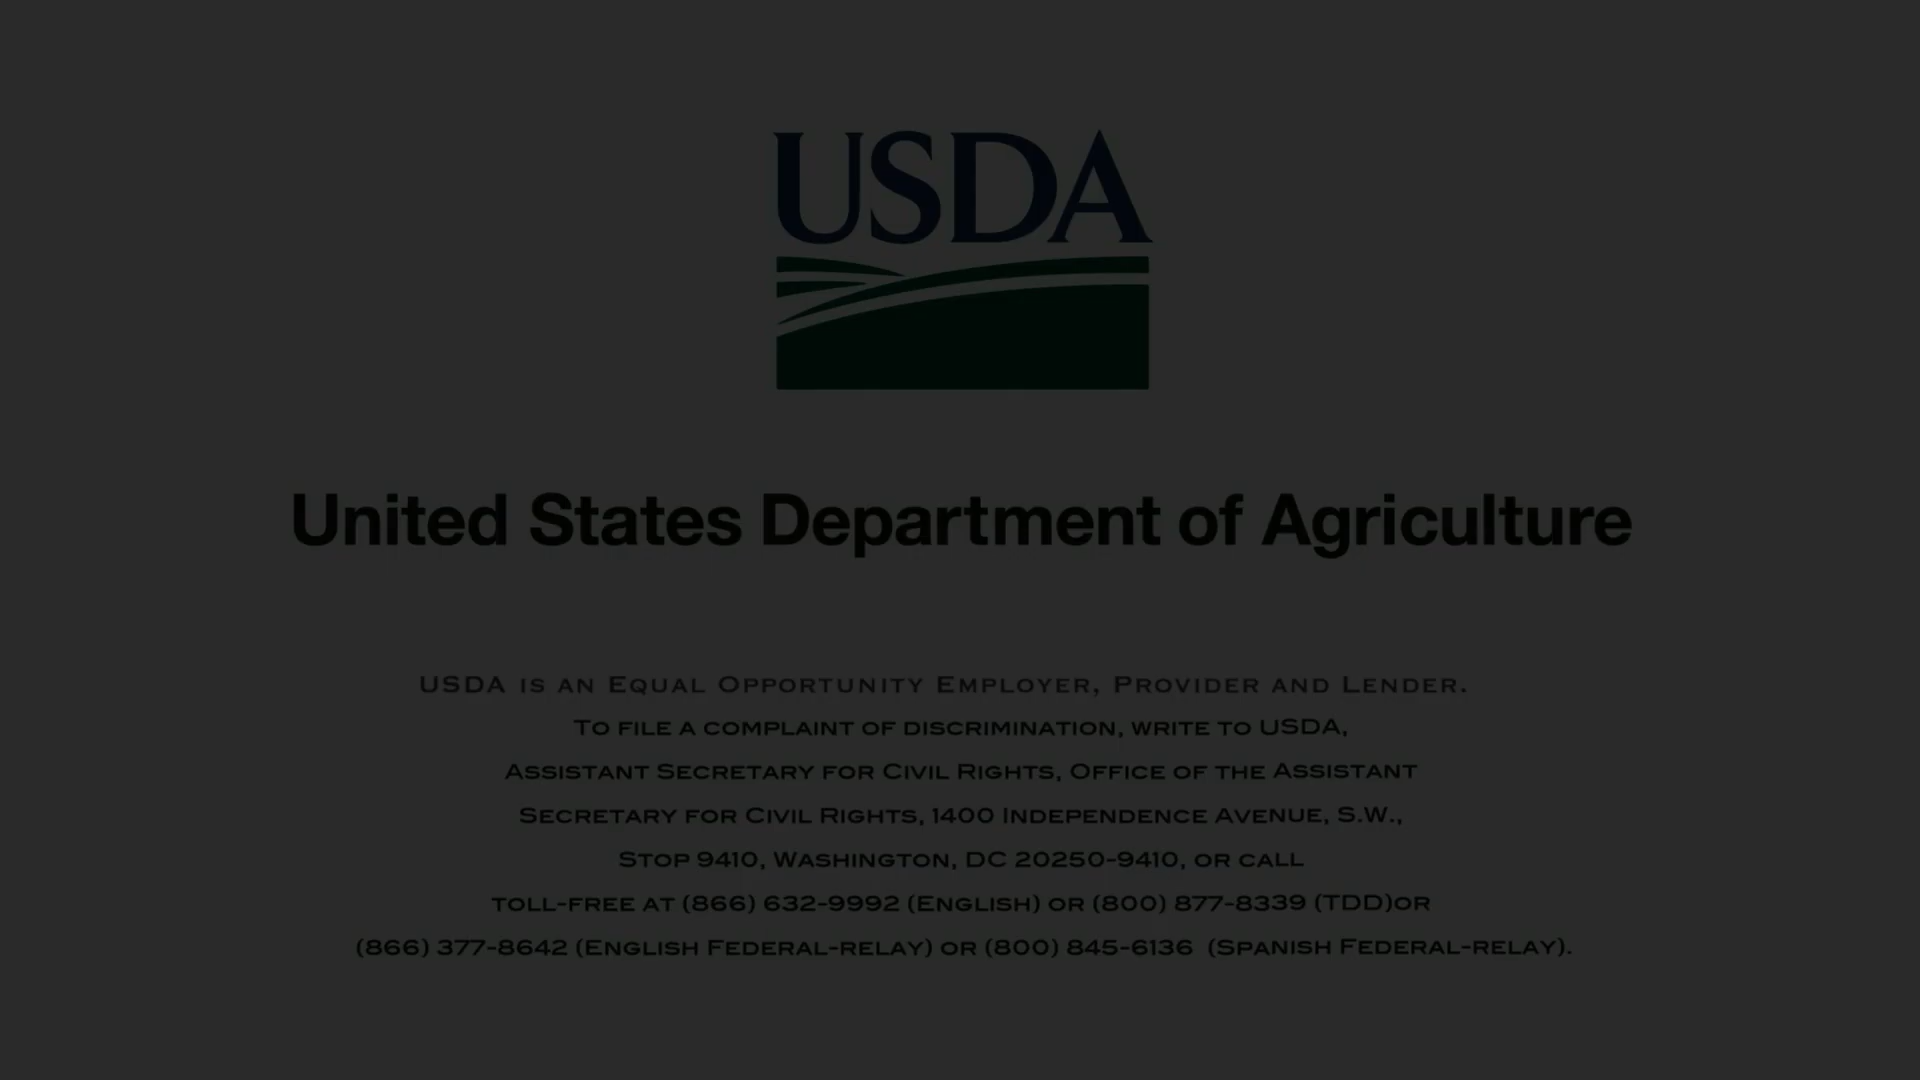 USDA
United States Department of Agriculture
USDA is an Equal Opportunity Employer, Provider and Lender.
To file a complaint of discrimination, write to USDA,
Assistant Secretary for Civil Rights, Office of the Assistant
Secretary for Civil Rights, 1400 Independence Avenue, S.W.,
Stop 9410, Washington, DC 20250-9410, or call
toll-free at (866) 632-9992 (English) or (800) 877-8339 (TDD)or
(866) 377-8642 (English Federal-relay) or (800) 845-6136 (Spanish Federal-relay).